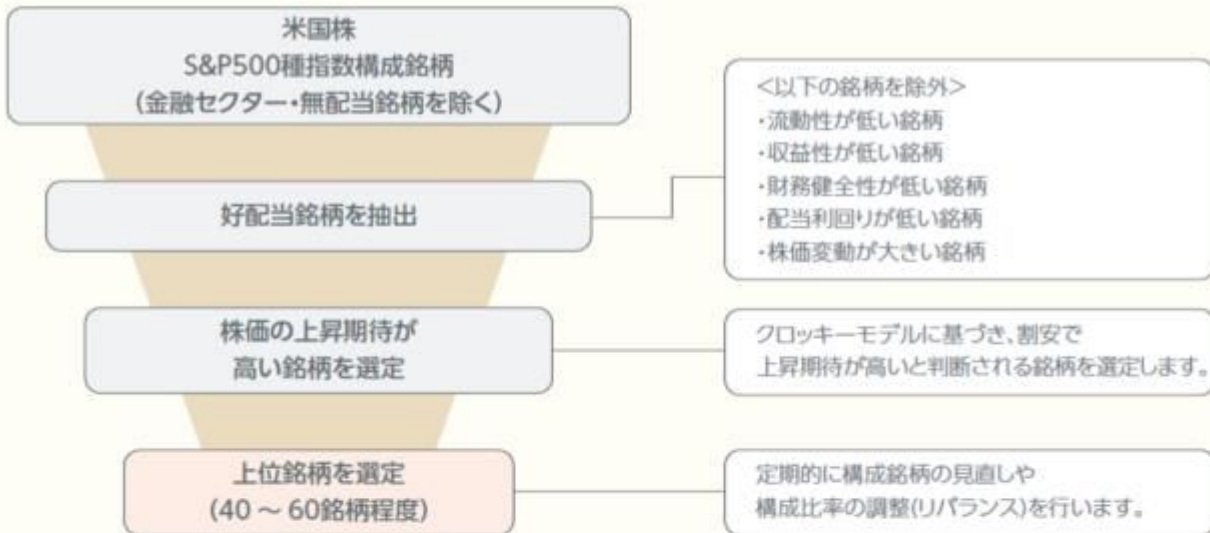 米国株
S&P500種指数構成銘柄
(金融セクター・無配当銘柄を除く)
好配当銘柄を抽出
<以下の銘柄を除外>
・流動性が低い銘柄
・収益性が低い銘柄
・財務健全性が低い銘柄
・配当利回りが低い銘柄
・株価変動が大きい銘柄
株価の上昇期待が
高い銘柄を選定
クロッキーモデルに基づき、割安で
上昇期待が高いと判断される銘柄を選定します。
上位銘柄を選定
(40 ～ 60銘柄程度)
定期的に構成銘柄の見直しや
構成比率の調整(リバランス)を行います。